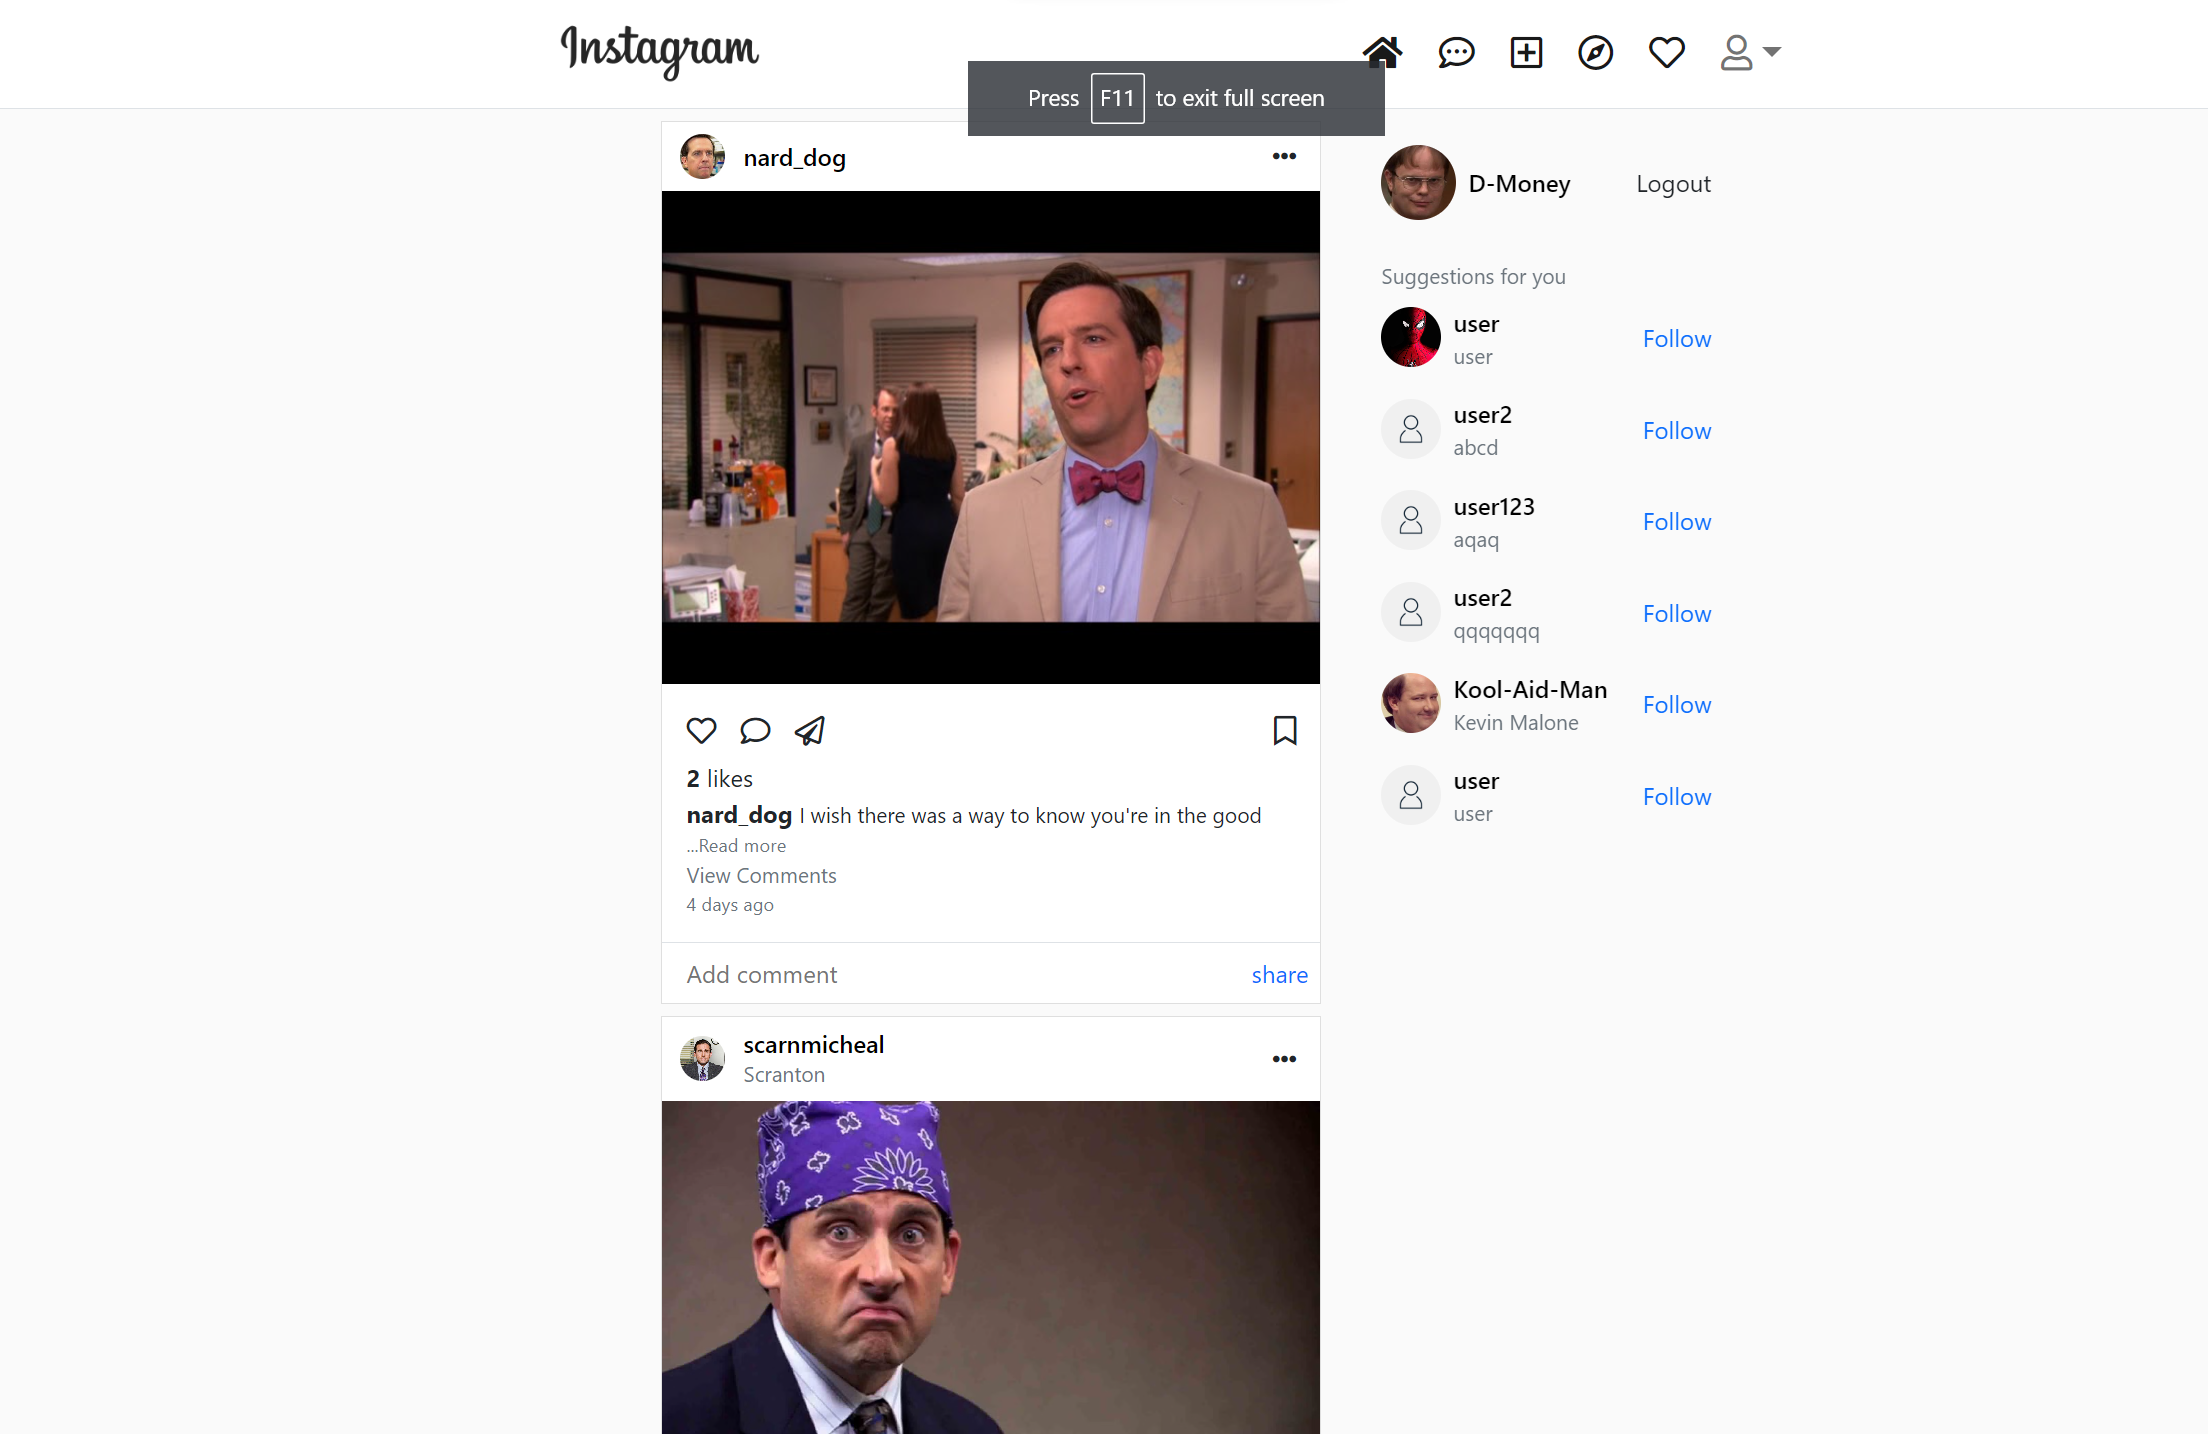 Instagram
Press F11 to exit full screen
nard_dog
2 likes
nard_dog I wish there was a way to know you're in the good
...Read more
View Comments
4 days ago
Add comment
share
scarnmicheal
Scranton
D-Money
Logout
Suggestions for you
user
user
Follow
user2
abcd
Follow
user123
aqaq
Follow
user2
qqqqqqq
Follow
Kool-Aid-Man
Kevin Malone
Follow
user
user
Follow